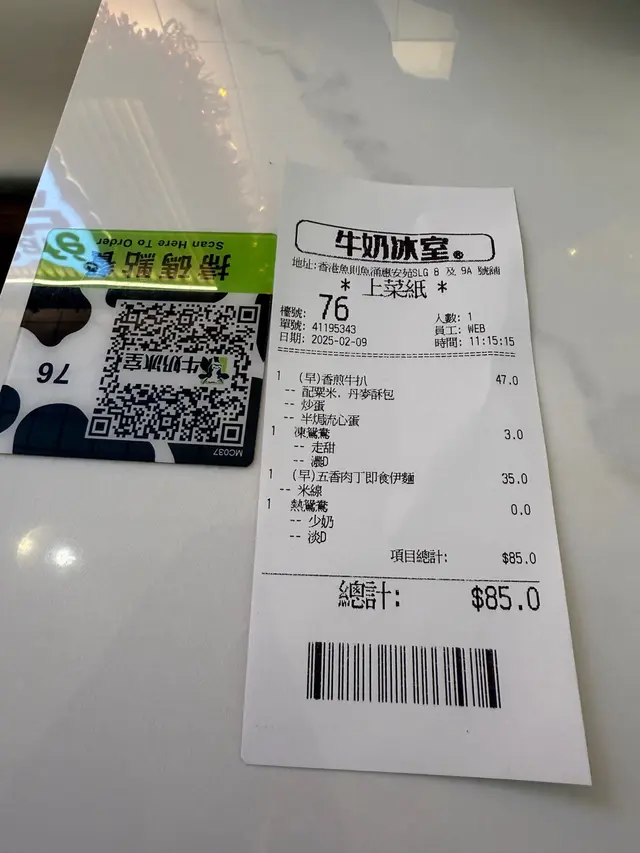 牛奶冰室®
地址:香港魚則魚涌惠安苑SLG 8 及 9A 號舖
* 上菜紙 *
檯號: 76 人數: 1
單號: 41195343 員工: WEB
日期: 2025-02-09 時間: 11:15:15
1 (早)香煎牛扒 47.0
-- 配粟米, 丹麥酥包
-- 炒蛋
-- 半焗流心蛋
1 凍鴛鴦 3.0
-- 走甜
-- 濃D
1 (早)五香肉丁即食伊麵 35.0
-- 米線
1 熱鴛鴦 0.0
-- 少奶
-- 淡D
項目總計: $85.0
總計: $85.0
掃碼點餐
Scan Here To Order
牛奶冰室
76
MC037